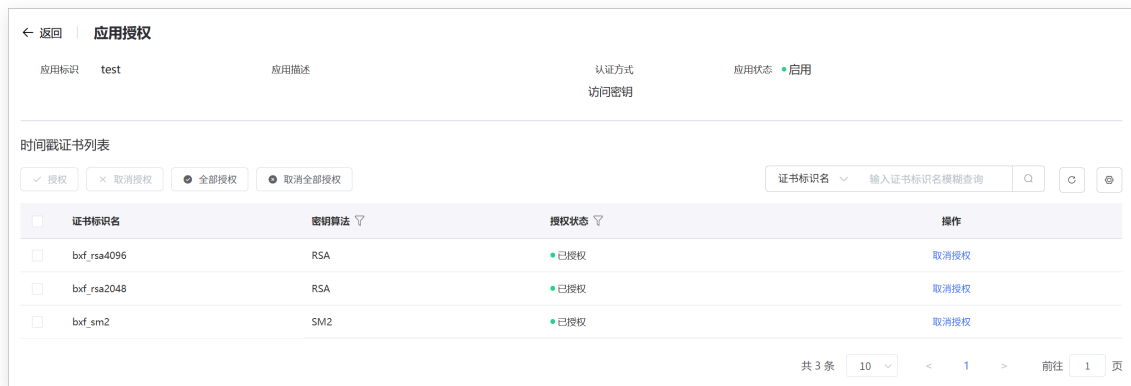 返回 应用授权
应用标识 test 应用描述 认证方式 应用状态 启用
访问密钥
时间戳证书列表
授权 取消授权 全部授权 取消全部授权 证书标识名 输入证书标识名模糊查询
证书标识名 密钥算法 授权状态 操作
bxf_rsa4096 RSA 已授权 取消授权
bxf_rsa2048 RSA 已授权 取消授权
bxf_sm2 SM2 已授权 取消授权
共 3 条 10 < 1 > 前往 1 页